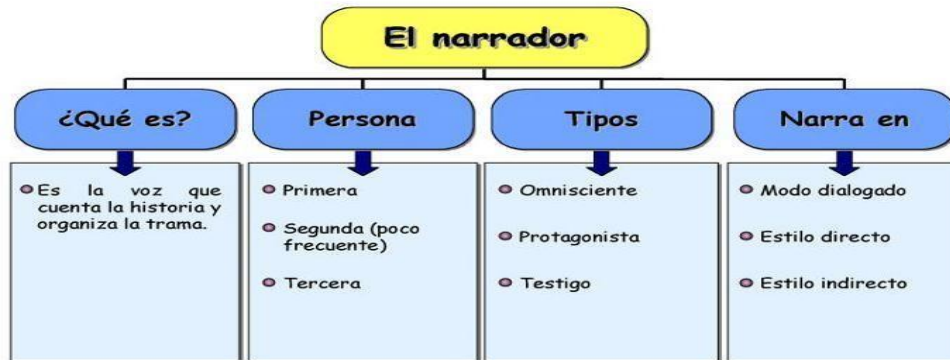 El narrador
¿Qué es?
Es la voz que
cuenta la historia y
organiza la trama.
Persona
Primera
Segunda (poco
frecuente)
Tercera
Tipos
Omnisciente
Protagonista
Testigo
Narra en
Modo dialogado
Estilo directo
Estilo indirecto